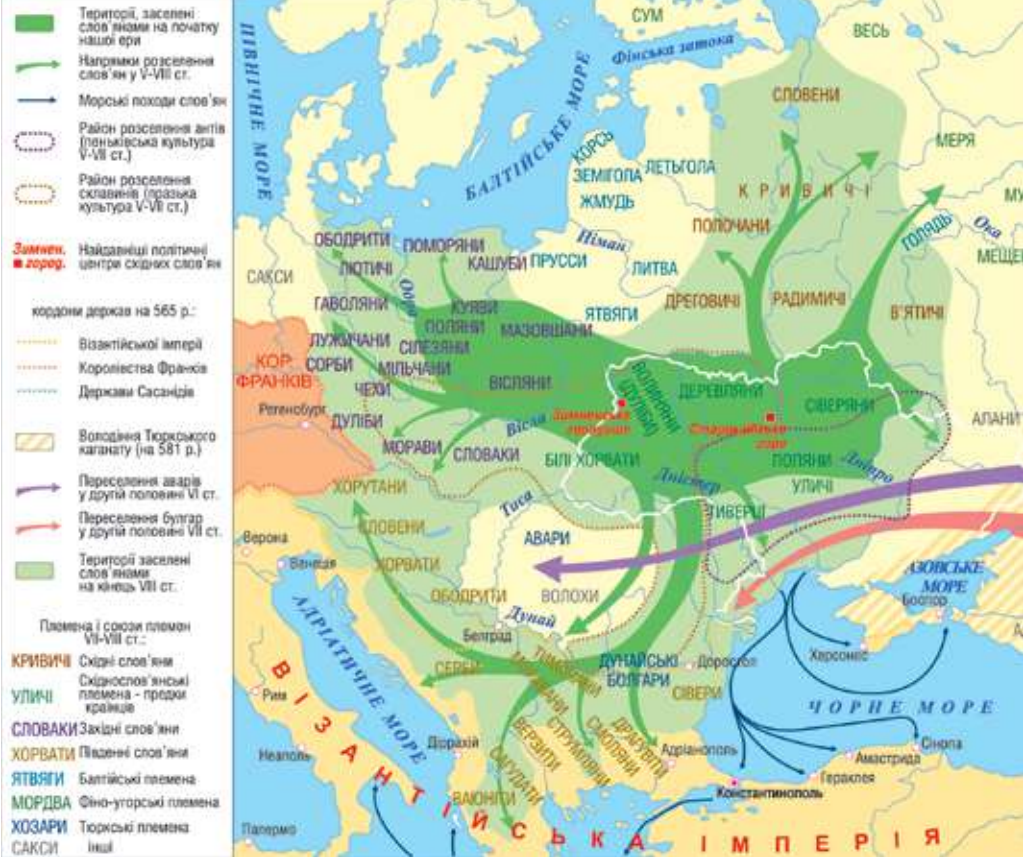 Території, заселені
слов'янами на початку
нашої ери
Напрямки розселення
слов'ян у V-VIII ст.
Морські походи слов'ян
Район розселення антів
(пеньківська культура
V-VII ст.)
Район розселення
склавинів (празька
культура V-VII ст.)
Зимнен.
город.
Найдавніші політичні
центри східних слов'ян
кордони держав на 565 р.:
Візантійської імперії
Королівства Франків
Держави Сасанідів
Володіння Тюркського
каганату (на 581 р.)
Переселення аварів
у другій половині VI ст.
Переселення булгар
у другій половині VII ст.
Території заселені
слов'янами
на кінець VIII ст.
Племена і союзи племен
VII-VIII ст.:
КРИВИЧІ Східні слов'яни
УЛИЧІ
Східнослов'янські
племена - предки
українців
СЛОВАКИ Західні слов'яни
ХОРВАТИ Південні слов'яни
ЯТВЯГИ Балтійські племена
МОРДВА Фіно-угорські племена
ХОЗАРИ Тюркські племена
САКСИ Інші
ПІВНІЧНЕ МОРЕ
СУМ
Фінська затока
ВЕСЬ
БАЛТІЙСЬКЕ МОРЕ
СЛОВЕНИ
МЕРЯ
КОРСЬ
ЛЕТЬГОЛА
ЗЕМІГОЛА
ЖМУДЬ
КРИВИЧІ
МУ
ПОЛОЧАНИ
ГОЛЯДЬ
Ока
МЕЩЕ
ОБОДРИТИ
ПОМОРЯНИ
Німан
КАШУБИ
ПРУССИ
ЛИТВА
САКСИ
ЛЮТИЧІ
Одра
ГАВОЛЯНИ
КУЯВИ
ДРЕГОВИЧІ
РАДИМИЧІ
В'ЯТИЧІ
ЯТВЯГИ
ПОЛЯНИ
МАЗОВШАНИ
ЛУЖИЧАНИ
СІЛЕЗЯНИ
КОР.
ФРАНКІВ
СОРБИ
МІЛЬЧАНИ
ЧЕХИ
ВІСЛЯНИ
ВОЛИНЯНИ
(ДУЛІБИ)
ДЕРЕВЛЯНИ
СІВЕРЯНИ
Регенсбург
Зимнівське
городище
АЛАНИ
ДУЛІБИ
Вісла
МОРАВИ
СЛОВАКИ
БІЛІ ХОРВАТИ
ПОЛЯНИ
Дніпро
Дністер
УЛИЧІ
ХОРУТАНИ
Тиса
ТИВЕРЦІ
СЛОВЕНИ
АВАРИ
Верона
Венеція
ХОРВАТИ
АЗОВСЬКЕ
МОРЕ
ОБОДРИТИ
ВОЛОХИ
Боспор
Дунай
Белград
АДРІАТИЧНЕ МОРЕ
СЕРБИ
ТИМОЧАНИ
ДУНАЙСЬКІ
БОЛГАРИ
Доростол
Херсонес
СІВЕРИ
ЧОРНЕ МОРЕ
Рим
Неаполь
Діррахій
ВЕРЗИТИ
СТРУМЛЯНИ
СМОЛЯНИ
ДРАГУВІТИ
Адріанополь
Сінопа
Амастрида
Гераклея
САГУДАТИ
Константинополь
ВАЮНІТИ
Палермо
ВІЗАНТІЙСЬКА ІМПЕРІЯ